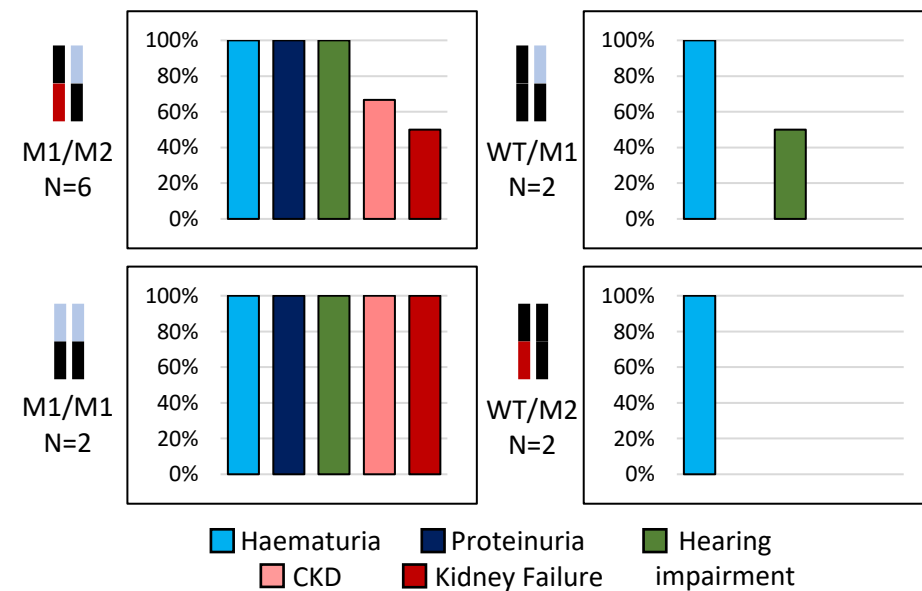 100%
80%
60%
40%
20%
0%
M1/M2
N=6
100%
80%
60%
40%
20%
0%
WT/M1
N=2
100%
80%
60%
40%
20%
0%
M1/M1
N=2
100%
80%
60%
40%
20%
0%
WT/M2
N=2
Haematuria Proteinuria Hearing
CKD Kidney Failure impairment